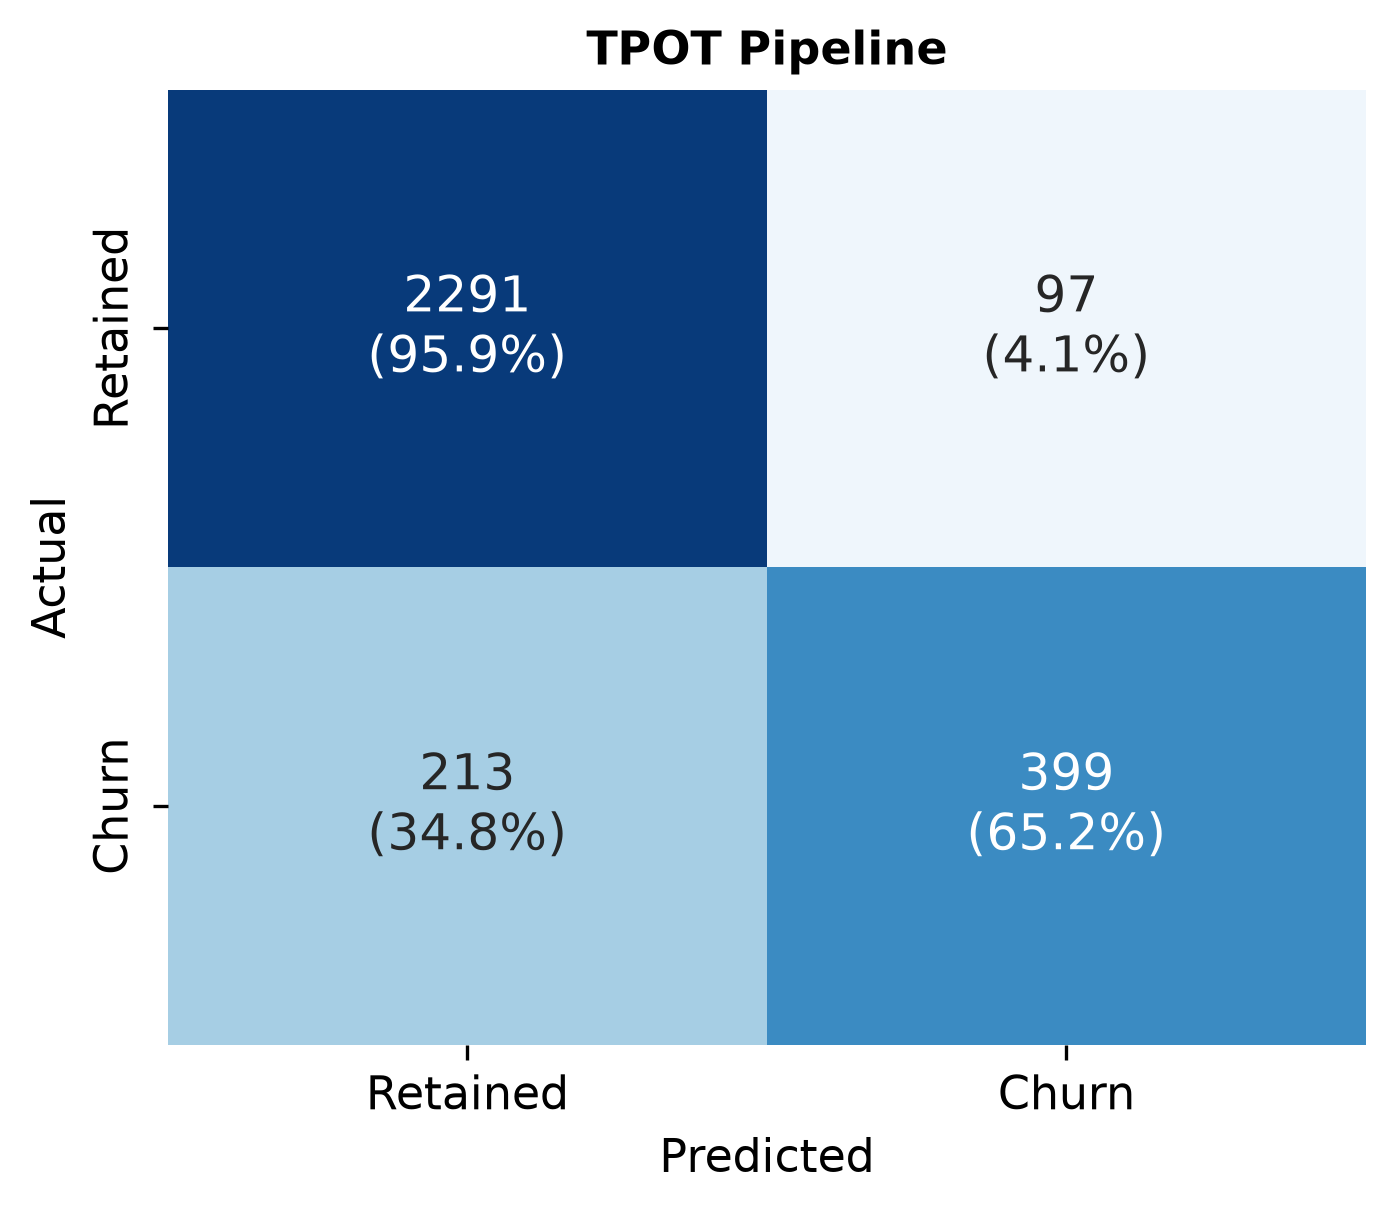 TPOT Pipeline
Actual
Retained
2291
(95.9%)
97
(4.1%)
Churn
213
(34.8%)
399
(65.2%)
Retained
Churn
Predicted